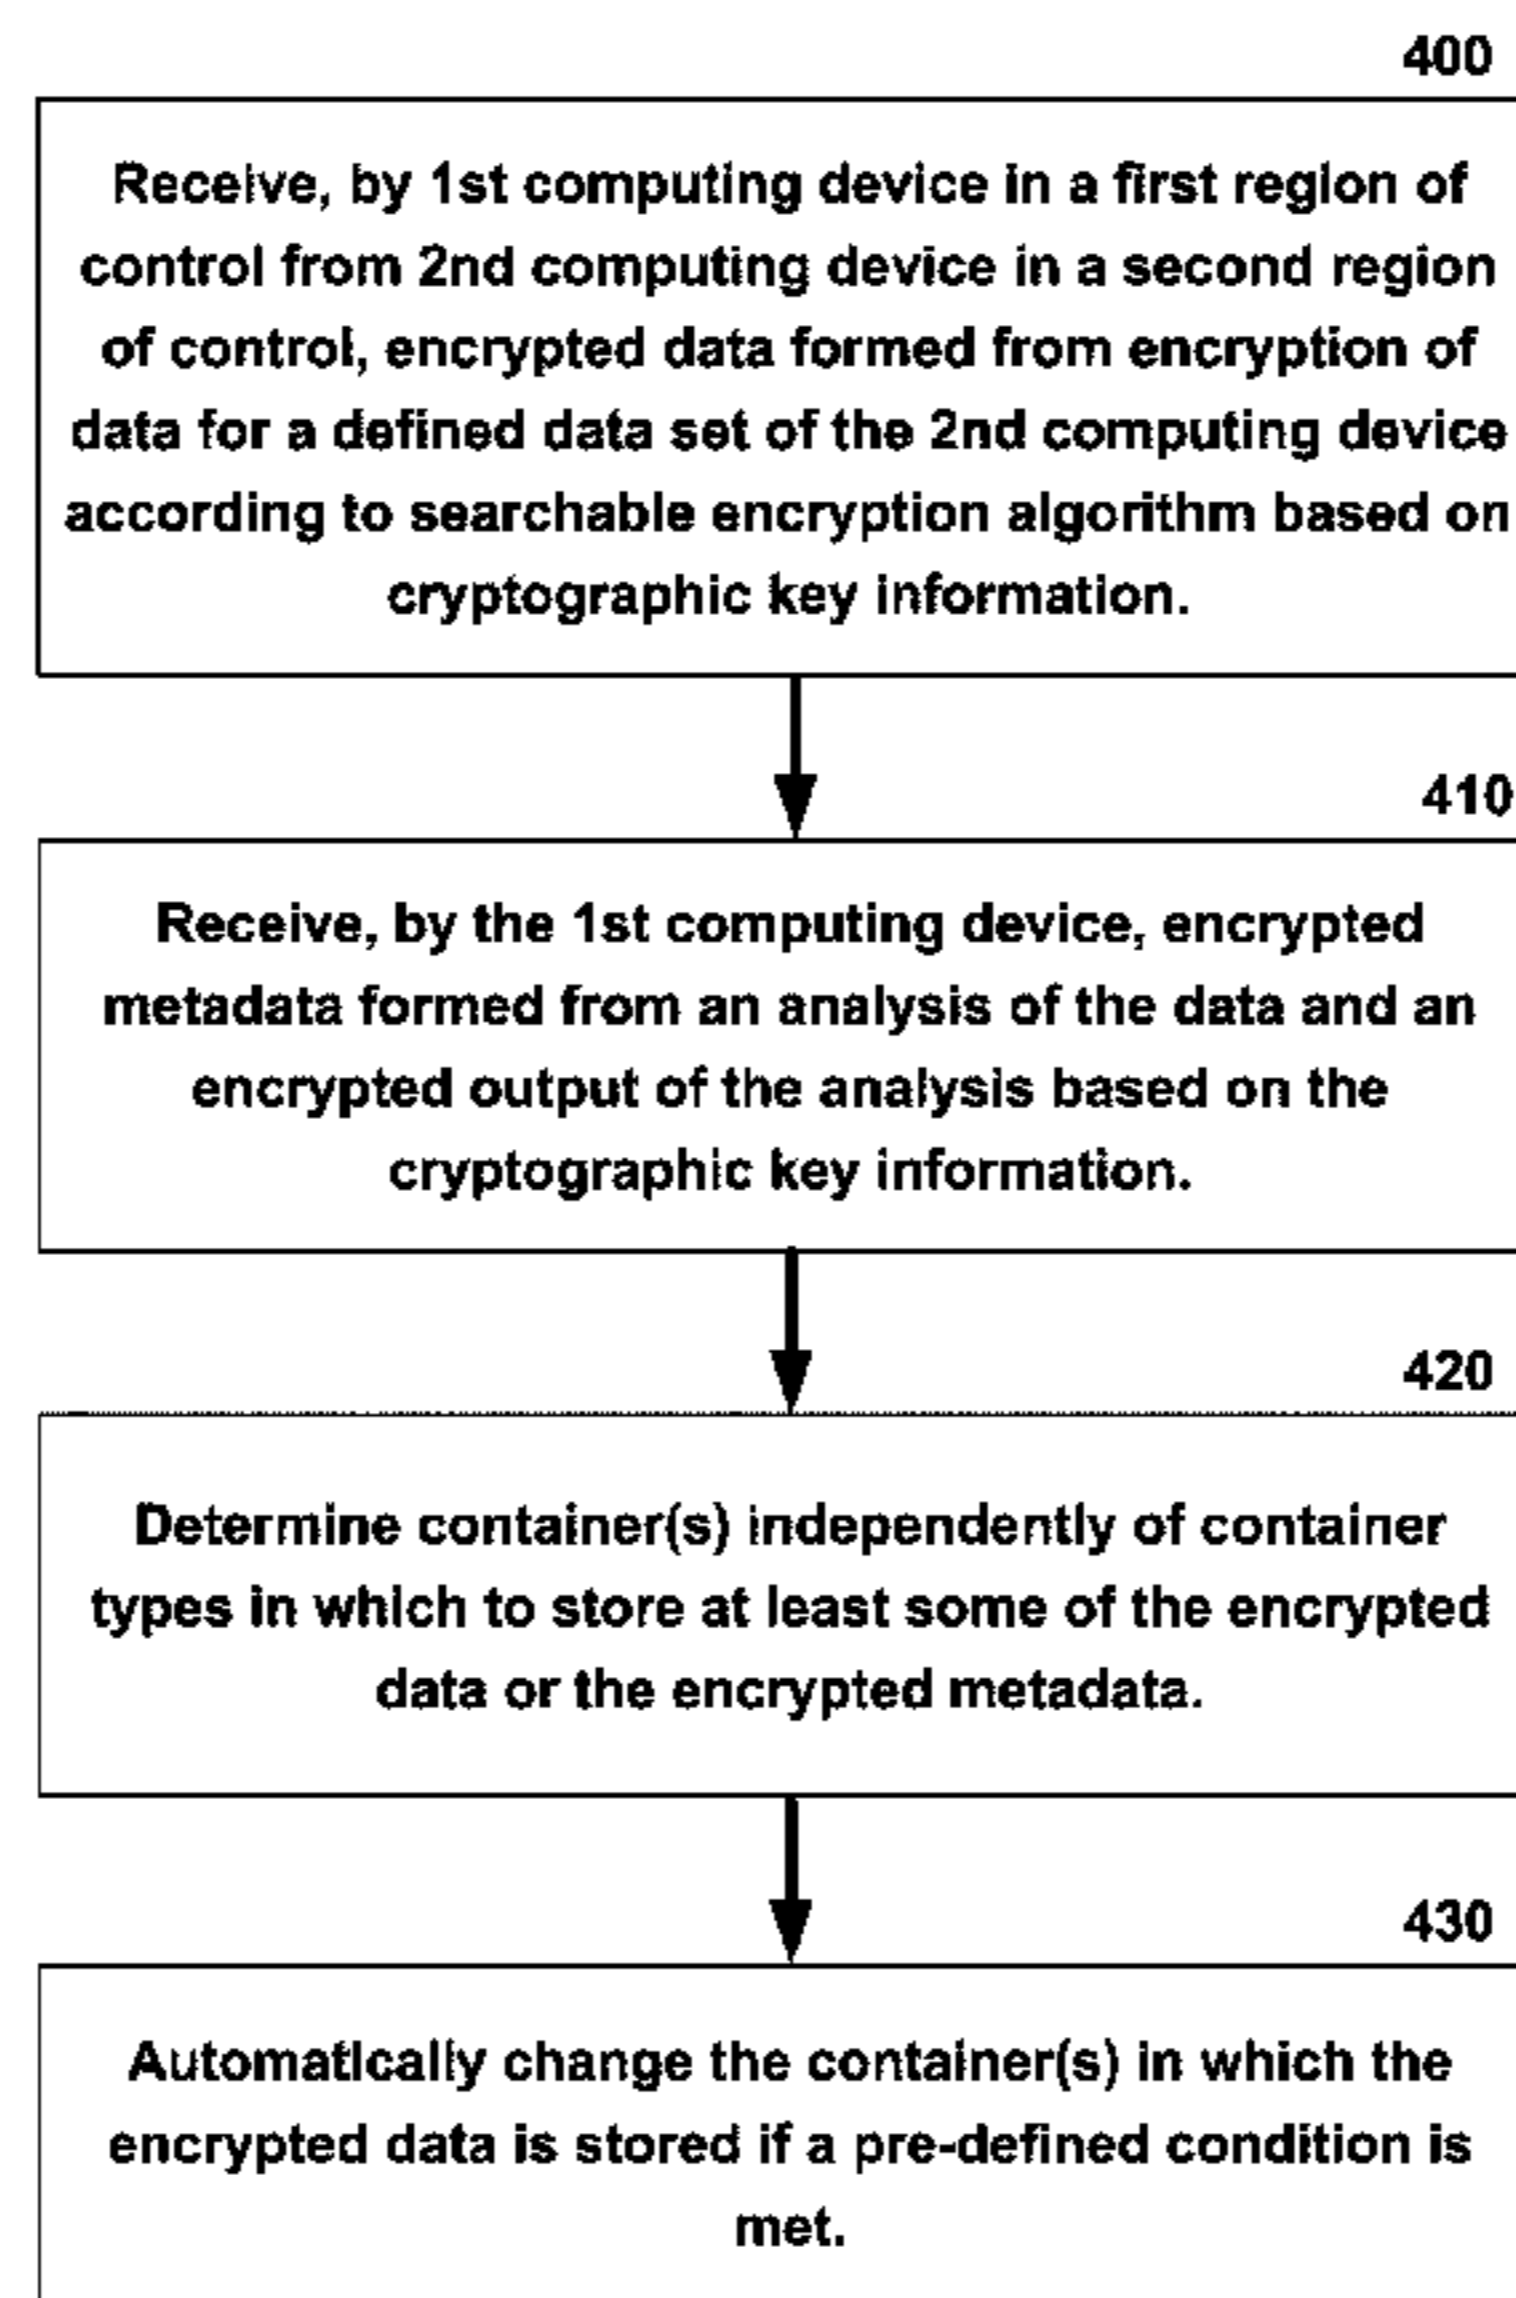 400
Receive, by 1st computing device in a first region of
control from 2nd computing device in a second region
of control, encrypted data formed from encryption of
data for a defined data set of the 2nd computing device
according to searchable encryption algorithm based on
cryptographic key information.
410
Receive, by the 1st computing device, encrypted
metadata formed from an analysis of the data and an
encrypted output of the analysis based on the
cryptographic key information.
420
Determine container(s) independently of container
types in which to store at least some of the encrypted
data or the encrypted metadata.
430
Automatically change the container(s) in which the
encrypted data is stored if a pre-defined condition is
met.